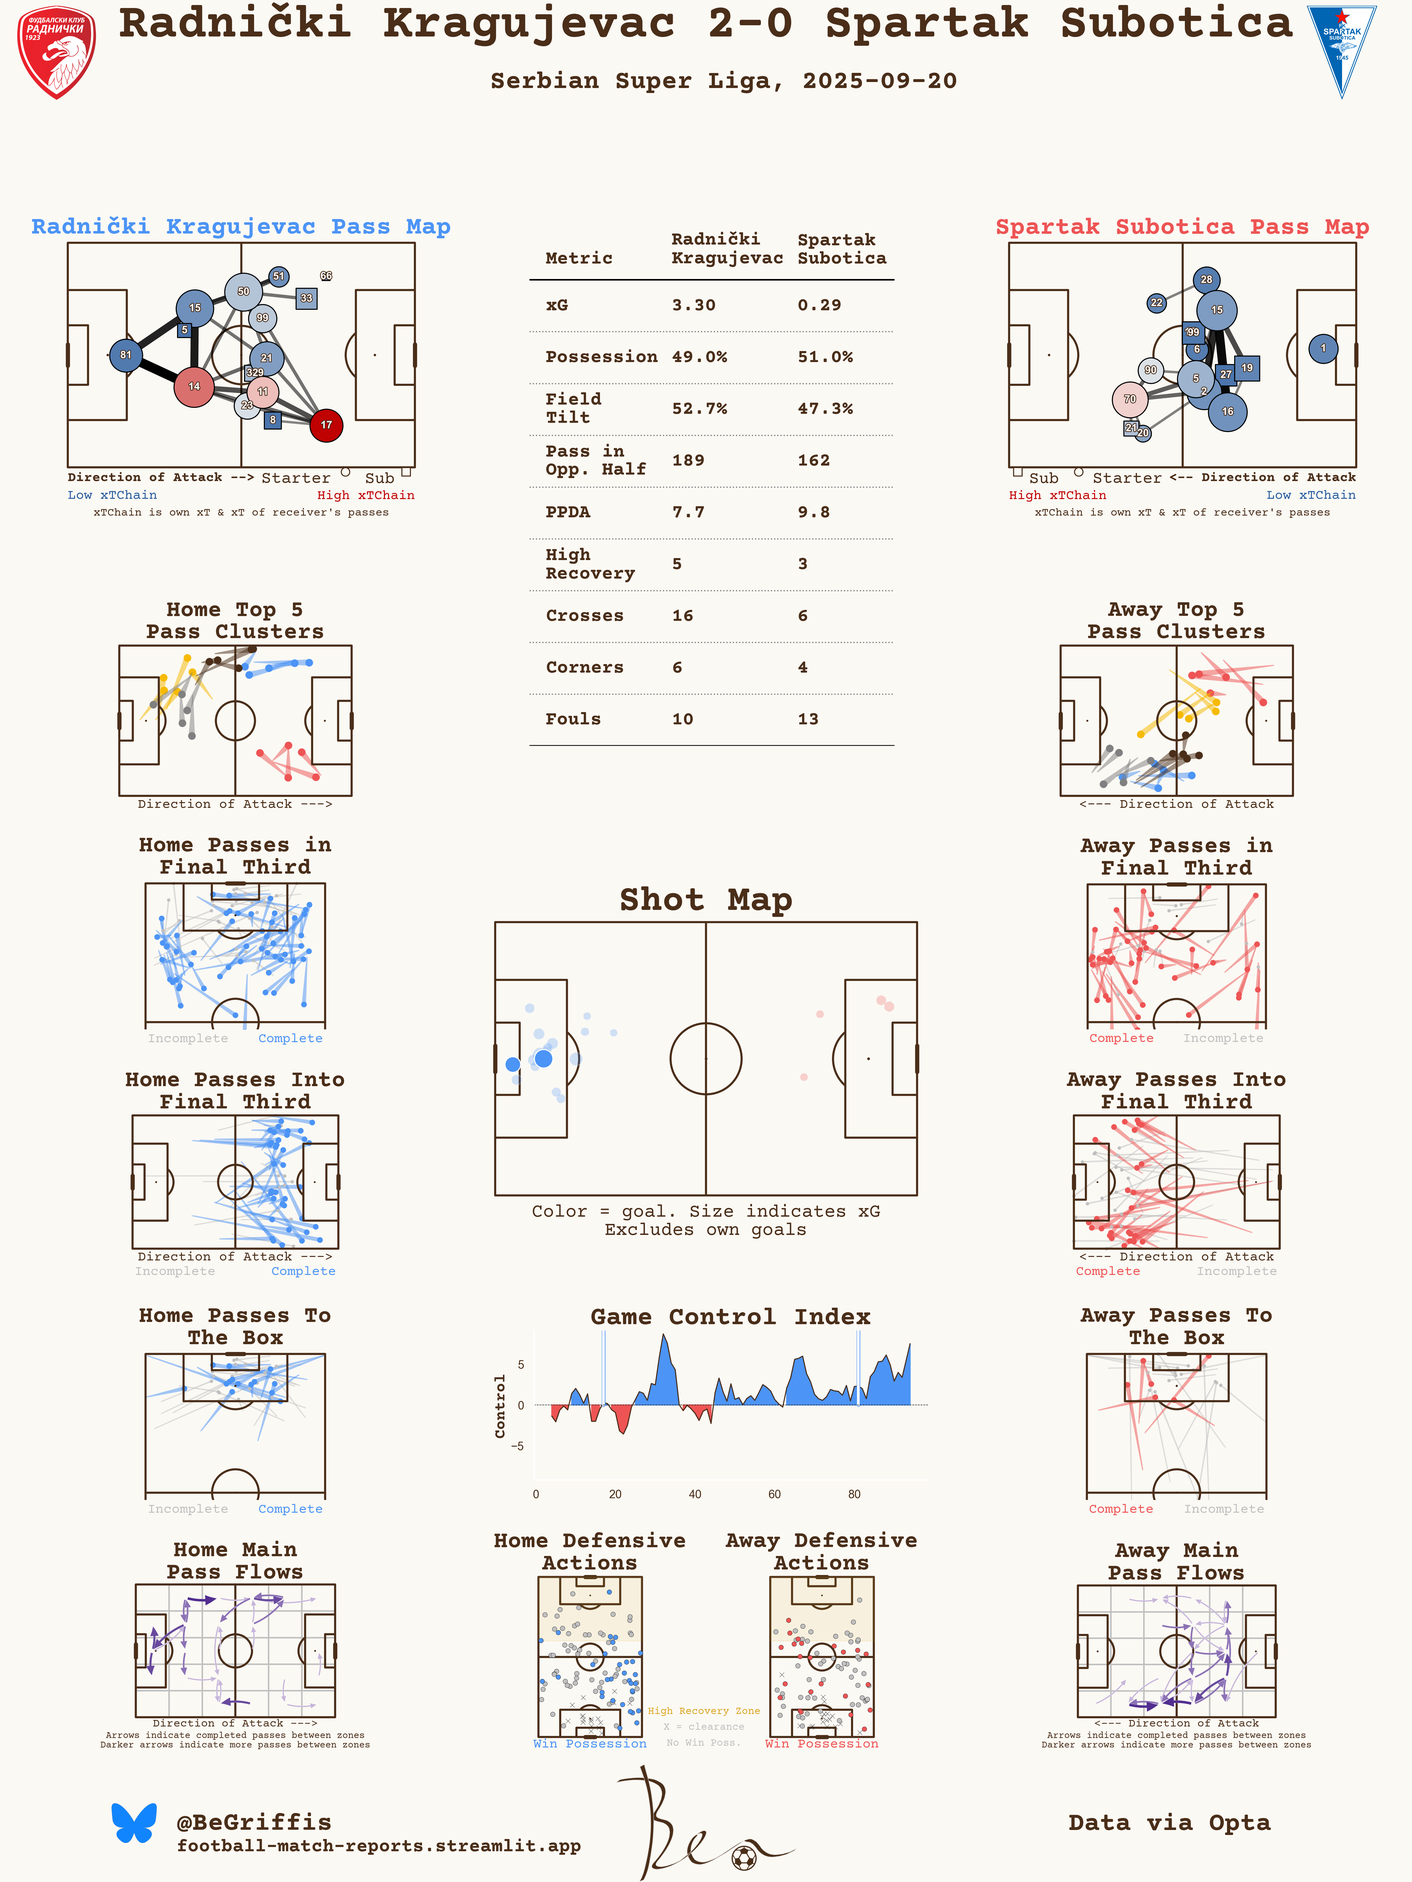 Radnički Kragujevac 2-0 Spartak Subotica
Serbian Super Liga, 2025-09-20
ФУДБАЛСКИ КЛУБ
РАДНИЧКИ
1923
SPARTAK
SUBOTICA
1945
Radnički Kragujevac Pass Map
81
15
5
14
50
51
66
33
99
21
11
8
17
Direction of Attack --> Starter Sub
Low xTChain High xTChain
xTChain is own xT & xT of receiver's passes
Metric Radnički Kragujevac Spartak Subotica
xG 3.30 0.29
Possession 49.0% 51.0%
Field Tilt 52.7% 47.3%
Pass in Opp. Half 189 162
PPDA 7.7 9.8
High Recovery 5 3
Crosses 16 6
Corners 6 4
Fouls 10 13
Spartak Subotica Pass Map
28
22
15
99
6
1
90
5
27
19
2
70
16
21
20
Sub Starter <-- Direction of Attack
High xTChain Low xTChain
xTChain is own xT & xT of receiver's passes
Home Top 5
Pass Clusters
Direction of Attack --->
Away Top 5
Pass Clusters
<--- Direction of Attack
Home Passes in
Final Third
Incomplete Complete
Away Passes in
Final Third
Complete Incomplete
Shot Map
Color = goal. Size indicates xG
Excludes own goals
Home Passes Into
Final Third
Direction of Attack --->
Incomplete Complete
Away Passes Into
Final Third
<--- Direction of Attack
Complete Incomplete
Home Passes To
The Box
Incomplete Complete
Game Control Index
Control
5
0
−5
0 20 40 60 80
Away Passes To
The Box
Complete Incomplete
Home Main
Pass Flows
Direction of Attack --->
Arrows indicate completed passes between zones
Darker arrows indicate more passes between zones
Home Defensive
Actions
Win Possession
High Recovery Zone
X = clearance
No Win Poss.
Away Defensive
Actions
Win Possession
Away Main
Pass Flows
<--- Direction of Attack
Arrows indicate completed passes between zones
Darker arrows indicate more passes between zones
@BeGriffis
football-match-reports.streamlit.app
Ben
Data via Opta